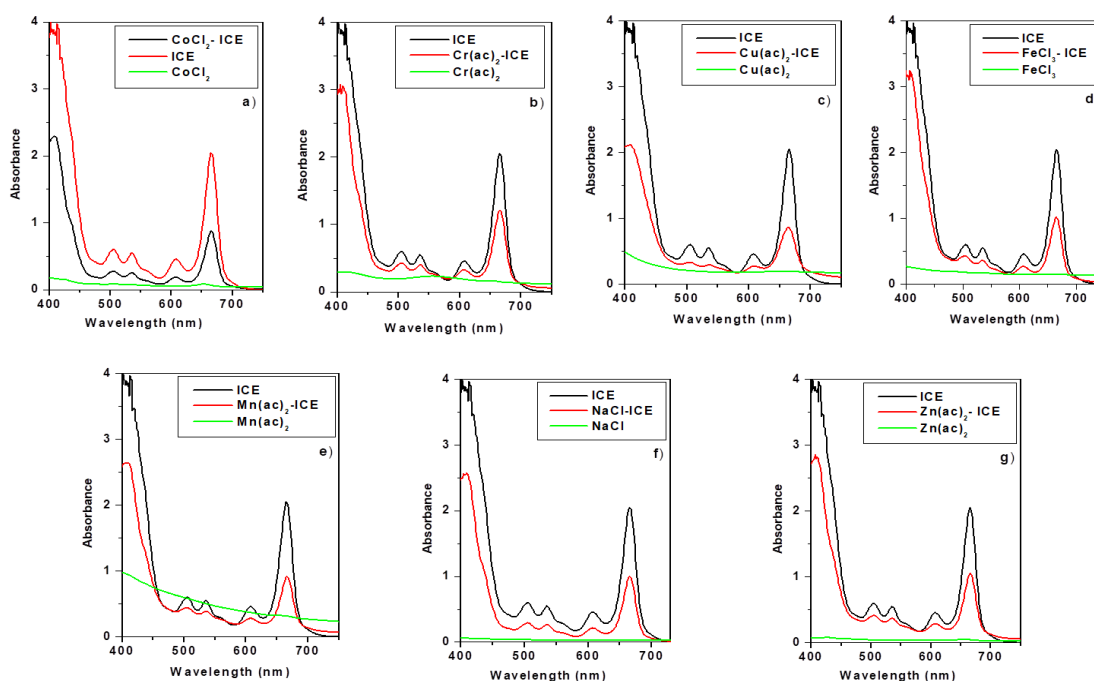 4
3
2
1
0
Absorbance
CoCl2- ICE
ICE
CoCl2
a)
400 500 600 700
Wavelength (nm)
4
3
2
1
0
Absorbance
ICE
Cr(ac)2-ICE
Cr(ac)2
b)
400 500 600 700
Wavelength (nm)
4
3
2
1
0
Absorbance
ICE
Cu(ac)2-ICE
Cu(ac)2
c)
400 500 600 700
Wavelength (nm)
4
3
2
1
0
Absorbance
ICE
FeCl3- ICE
FeCl3
d)
400 500 600 700
Wavelength (nm)
4
3
2
1
0
Absorbance
ICE
Mn(ac)2-ICE
Mn(ac)2
e)
400 500 600 700
Wavelength (nm)
4
3
2
1
0
Absorbance
ICE
NaCl-ICE
NaCl
f)
400 500 600 700
Wavelength (nm)
4
3
2
1
0
Absorbance
ICE
Zn(ac)2- ICE
Zn(ac)2
g)
400 500 600 700
Wavelength (nm)